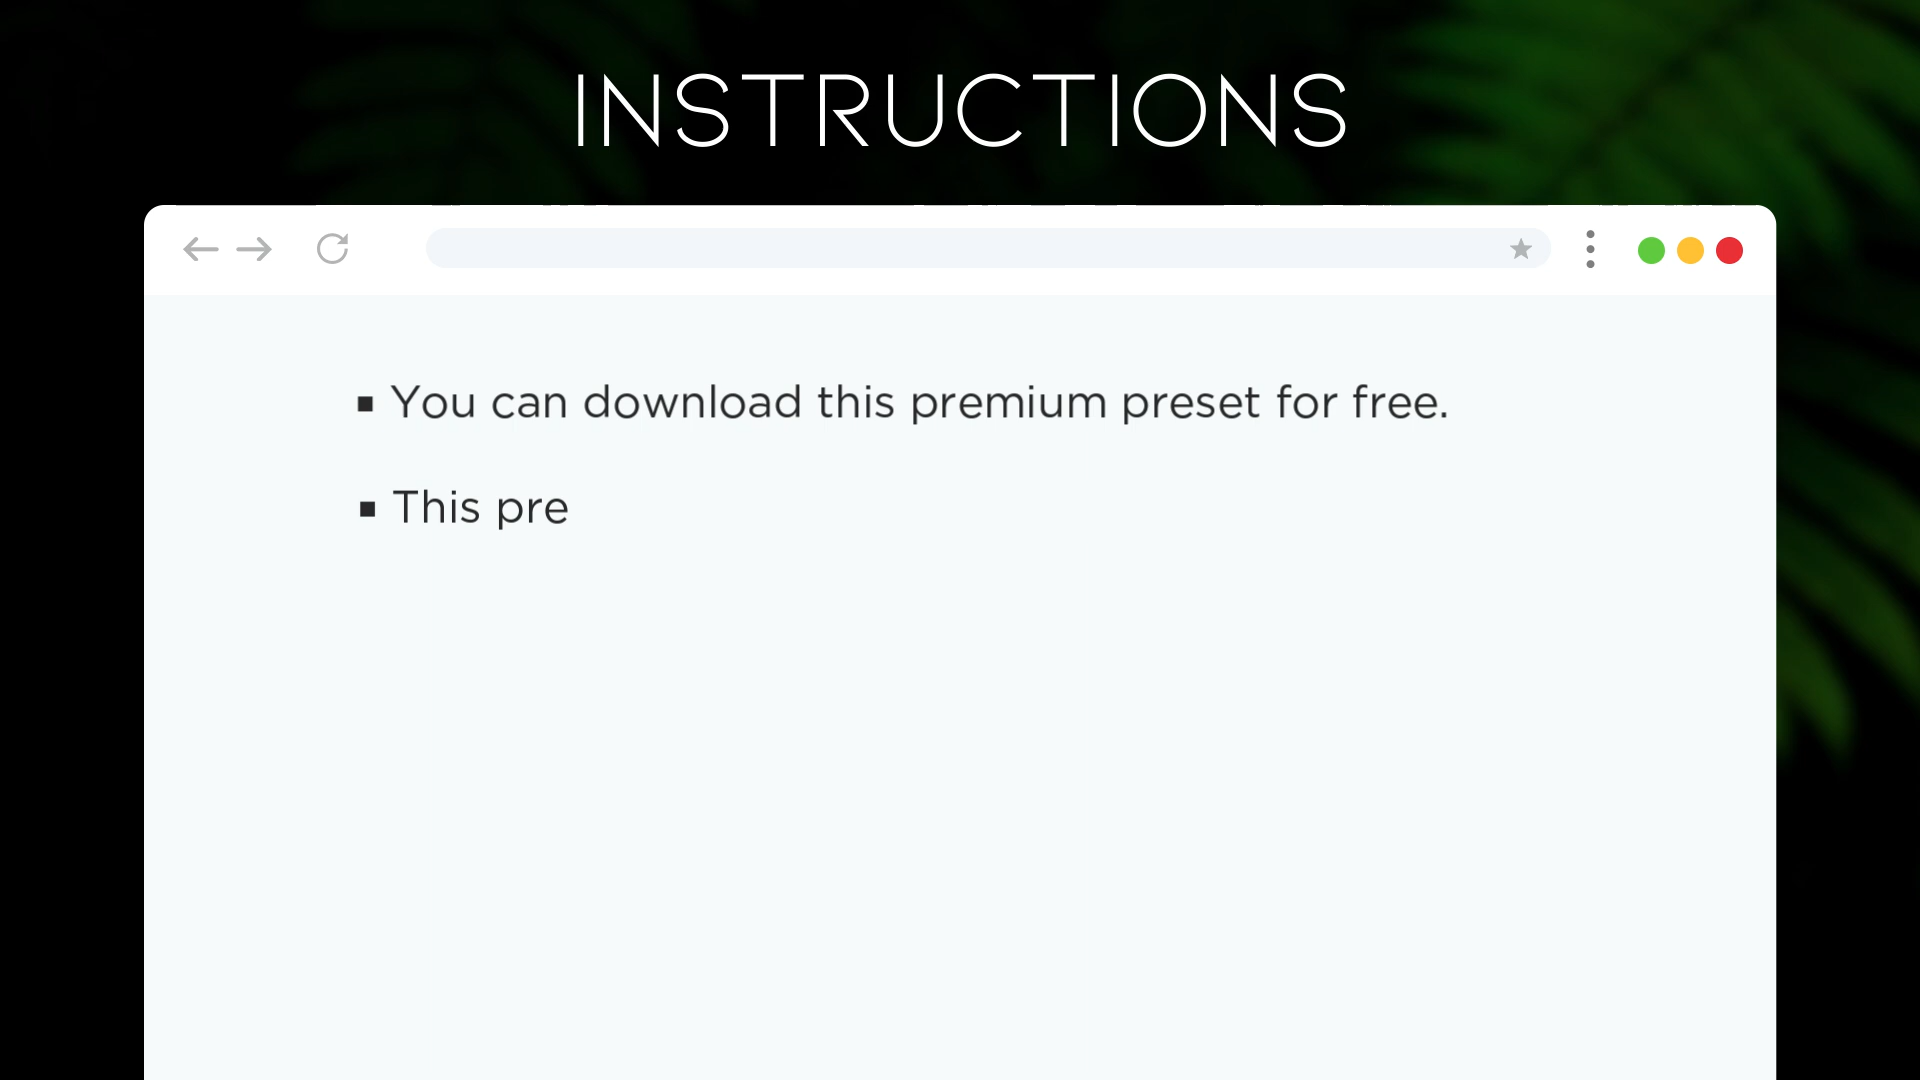 INSTRUCTIONS
▪ You can download this premium preset for free.
▪ This pre